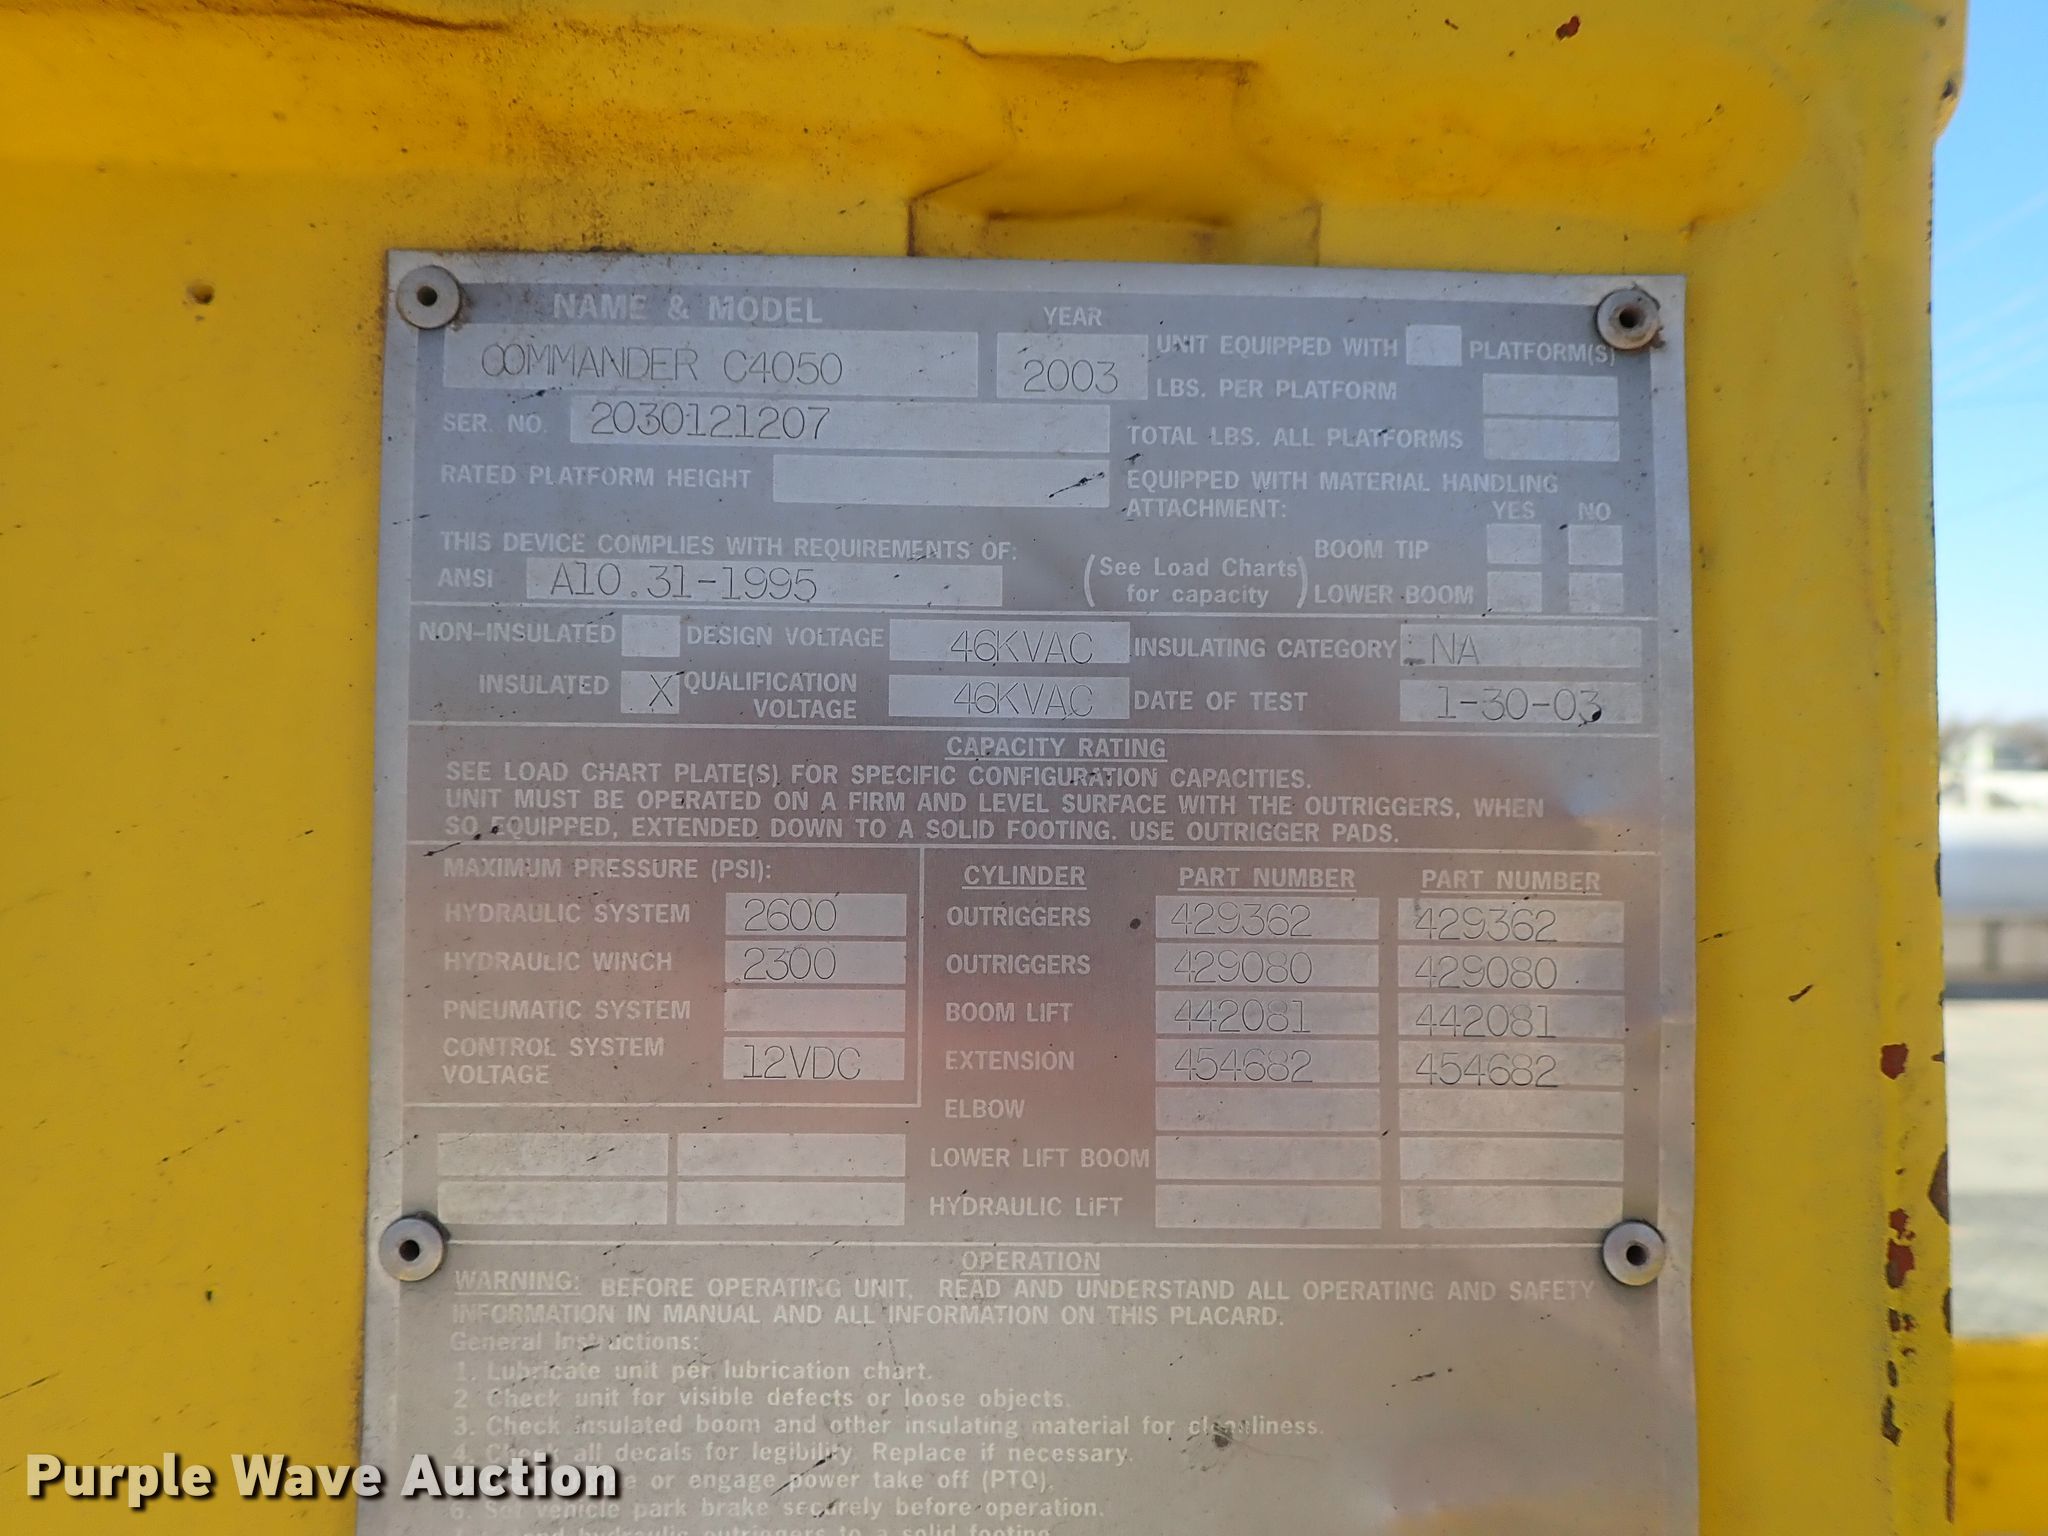 NAME & MODEL YEAR
COMMANDER C4050 2003
UNIT EQUIPPED WITH PLATFORM(S)
LBS. PER PLATFORM
SER. NO. 2030121207
TOTAL LBS. ALL PLATFORMS
RATED PLATFORM HEIGHT
EQUIPPED WITH MATERIAL HANDLING
ATTACHMENT: YES NO
THIS DEVICE COMPLIES WITH REQUIREMENTS OF:
ANSI A10.31-1995
(See Load Charts
for capacity)
BOOM TIP
LOWER BOOM
NON-INSULATED DESIGN VOLTAGE 46KVAC INSULATING CATEGORY NA
INSULATED X QUALIFICATION
VOLTAGE 46KVAC DATE OF TEST 1-30-03
CAPACITY RATING
SEE LOAD CHART PLATE(S) FOR SPECIFIC CONFIGURATION CAPACITIES.
UNIT MUST BE OPERATED ON A FIRM AND LEVEL SURFACE WITH THE OUTRIGGERS, WHEN
SO EQUIPPED, EXTENDED DOWN TO A SOLID FOOTING. USE OUTRIGGER PADS.
MAXIMUM PRESSURE (PSI):
HYDRAULIC SYSTEM 2600
HYDRAULIC WINCH 2300
PNEUMATIC SYSTEM
CONTROL SYSTEM
VOLTAGE 12VDC
CYLINDER PART NUMBER PART NUMBER
OUTRIGGERS 429362 429362
OUTRIGGERS 429080 429080
BOOM LIFT 442081 442081
EXTENSION 454682 454682
ELBOW
LOWER LIFT BOOM
HYDRAULIC LIFT
OPERATION
WARNING: BEFORE OPERATING UNIT, READ AND UNDERSTAND ALL OPERATING AND SAFETY
INFORMATION IN MANUAL AND ALL INFORMATION ON THIS PLACARD.
General Instructions:
1. Lubricate unit per lubrication chart.
2. Check unit for visible defects or loose objects.
3. Check insulated boom and other insulating material for cleanliness.
4. Check all decals for legibility. Replace if necessary.
or engage power take off (PTO).
6. Set vehicle park brake securely before operation.
hydraulic outriggers to a solid footing
Purple Wave Auction